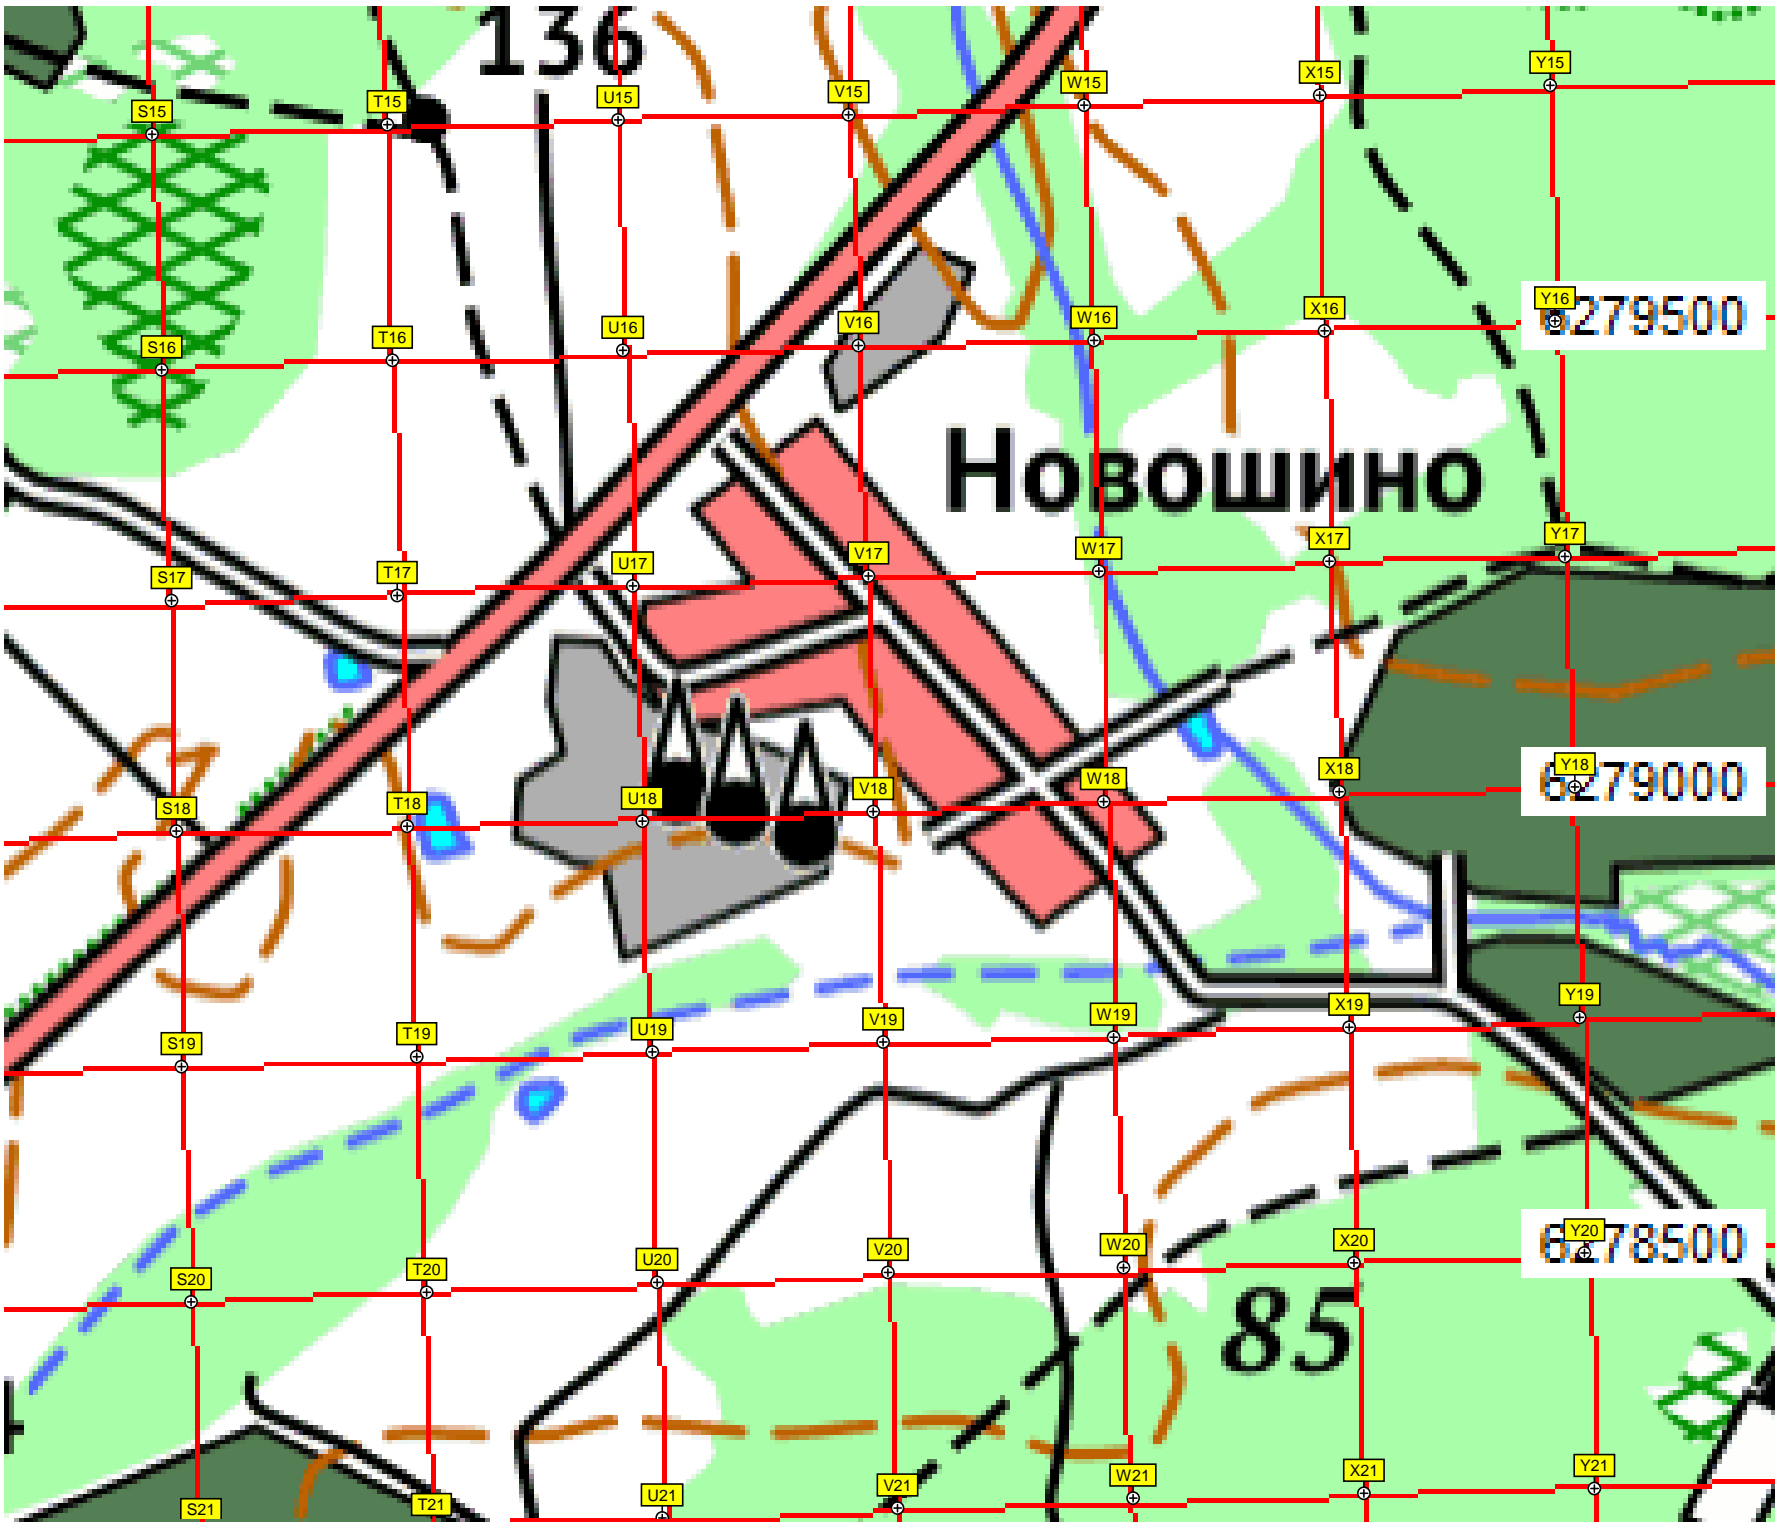 136
S15 T15 U15 V15 W15 X15 Y15
S16 T16 U16 V16 W16 X16 Y16
6279500
Новошино
S17 T17 U17 V17 W17 X17 Y17
S18 T18 U18 V18 W18 X18 Y18
6279000
S19 T19 U19 V19 W19 X19 Y19
S20 T20 U20 V20 W20 X20 Y20
6278500
85
S21 T21 U21 V21 W21 X21 Y21